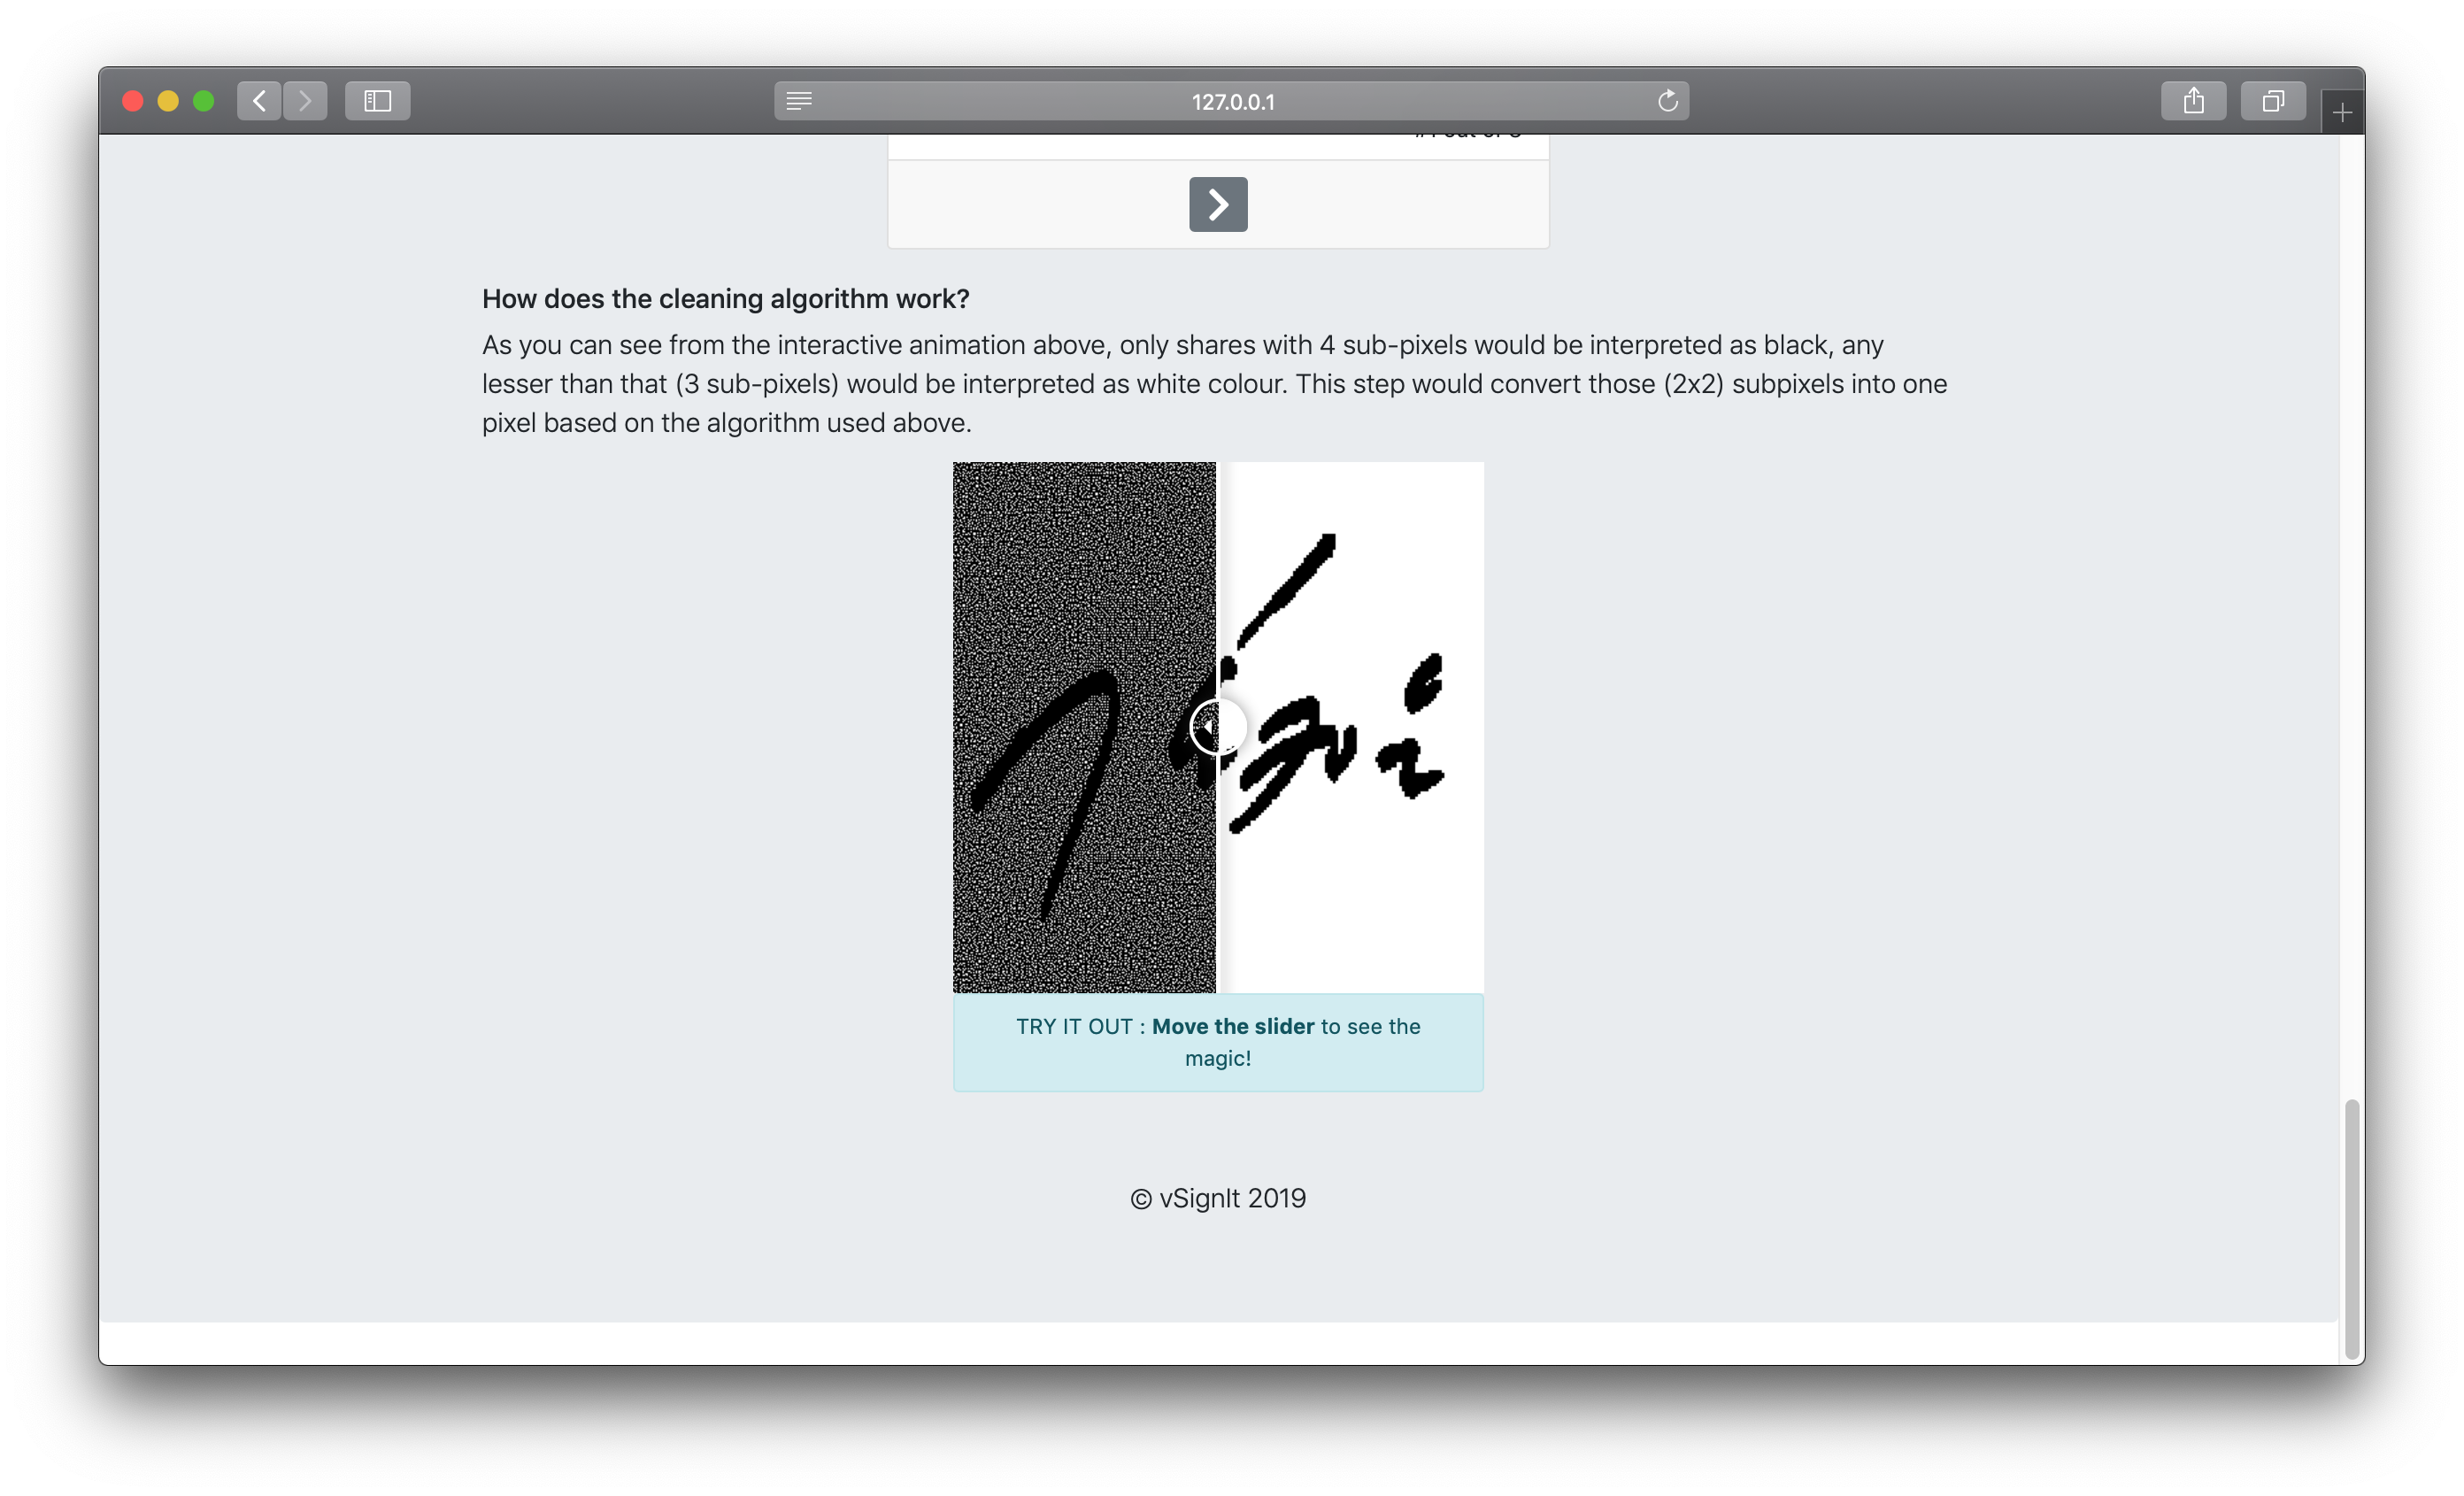 127.0.0.1
How does the cleaning algorithm work?
As you can see from the interactive animation above, only shares with 4 sub-pixels would be interpreted as black, any
lesser than that (3 sub-pixels) would be interpreted as white colour. This step would convert those (2x2) subpixels into one
pixel based on the algorithm used above.
TRY IT OUT : Move the slider to see the
magic!
© vSignIt 2019